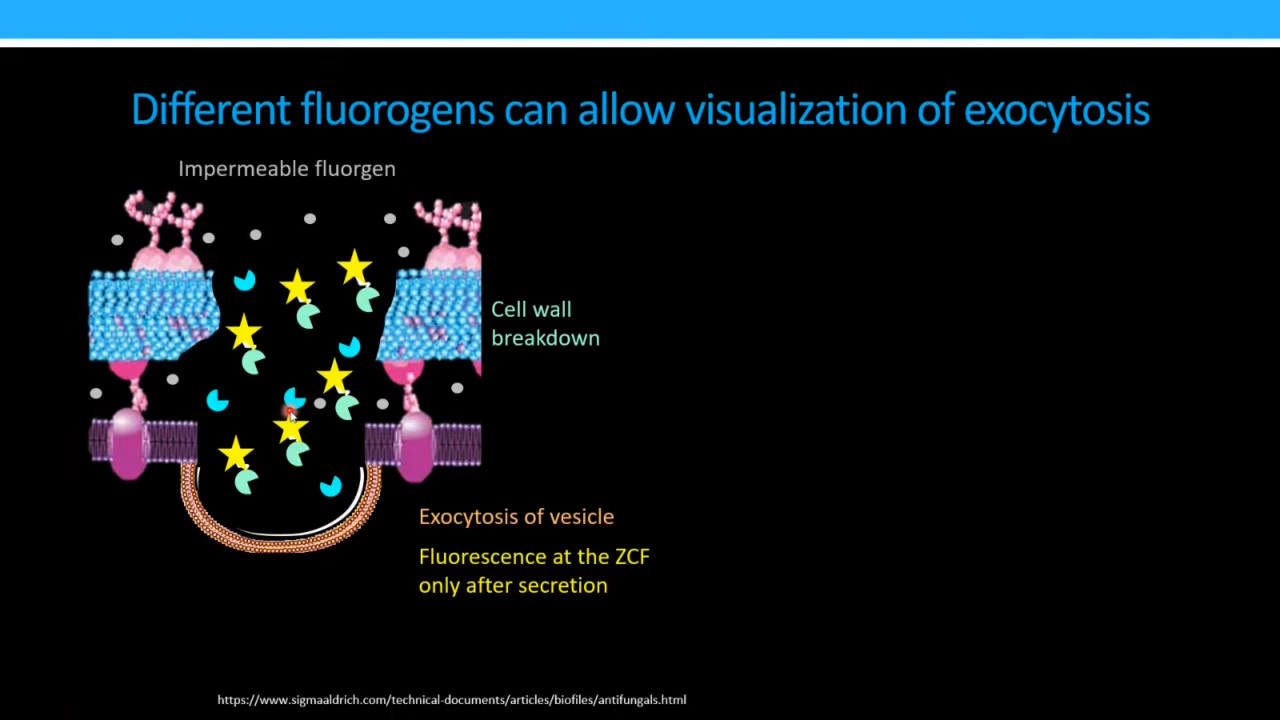 Different fluorogens can allow visualization of exocytosis
Impermeable fluorgen
Cell wall
breakdown
Exocytosis of vesicle
Fluorescence at the ZCF
only after secretion
https://www.sigmaaldrich.com/technical-documents/articles/biofiles/antifungals.html